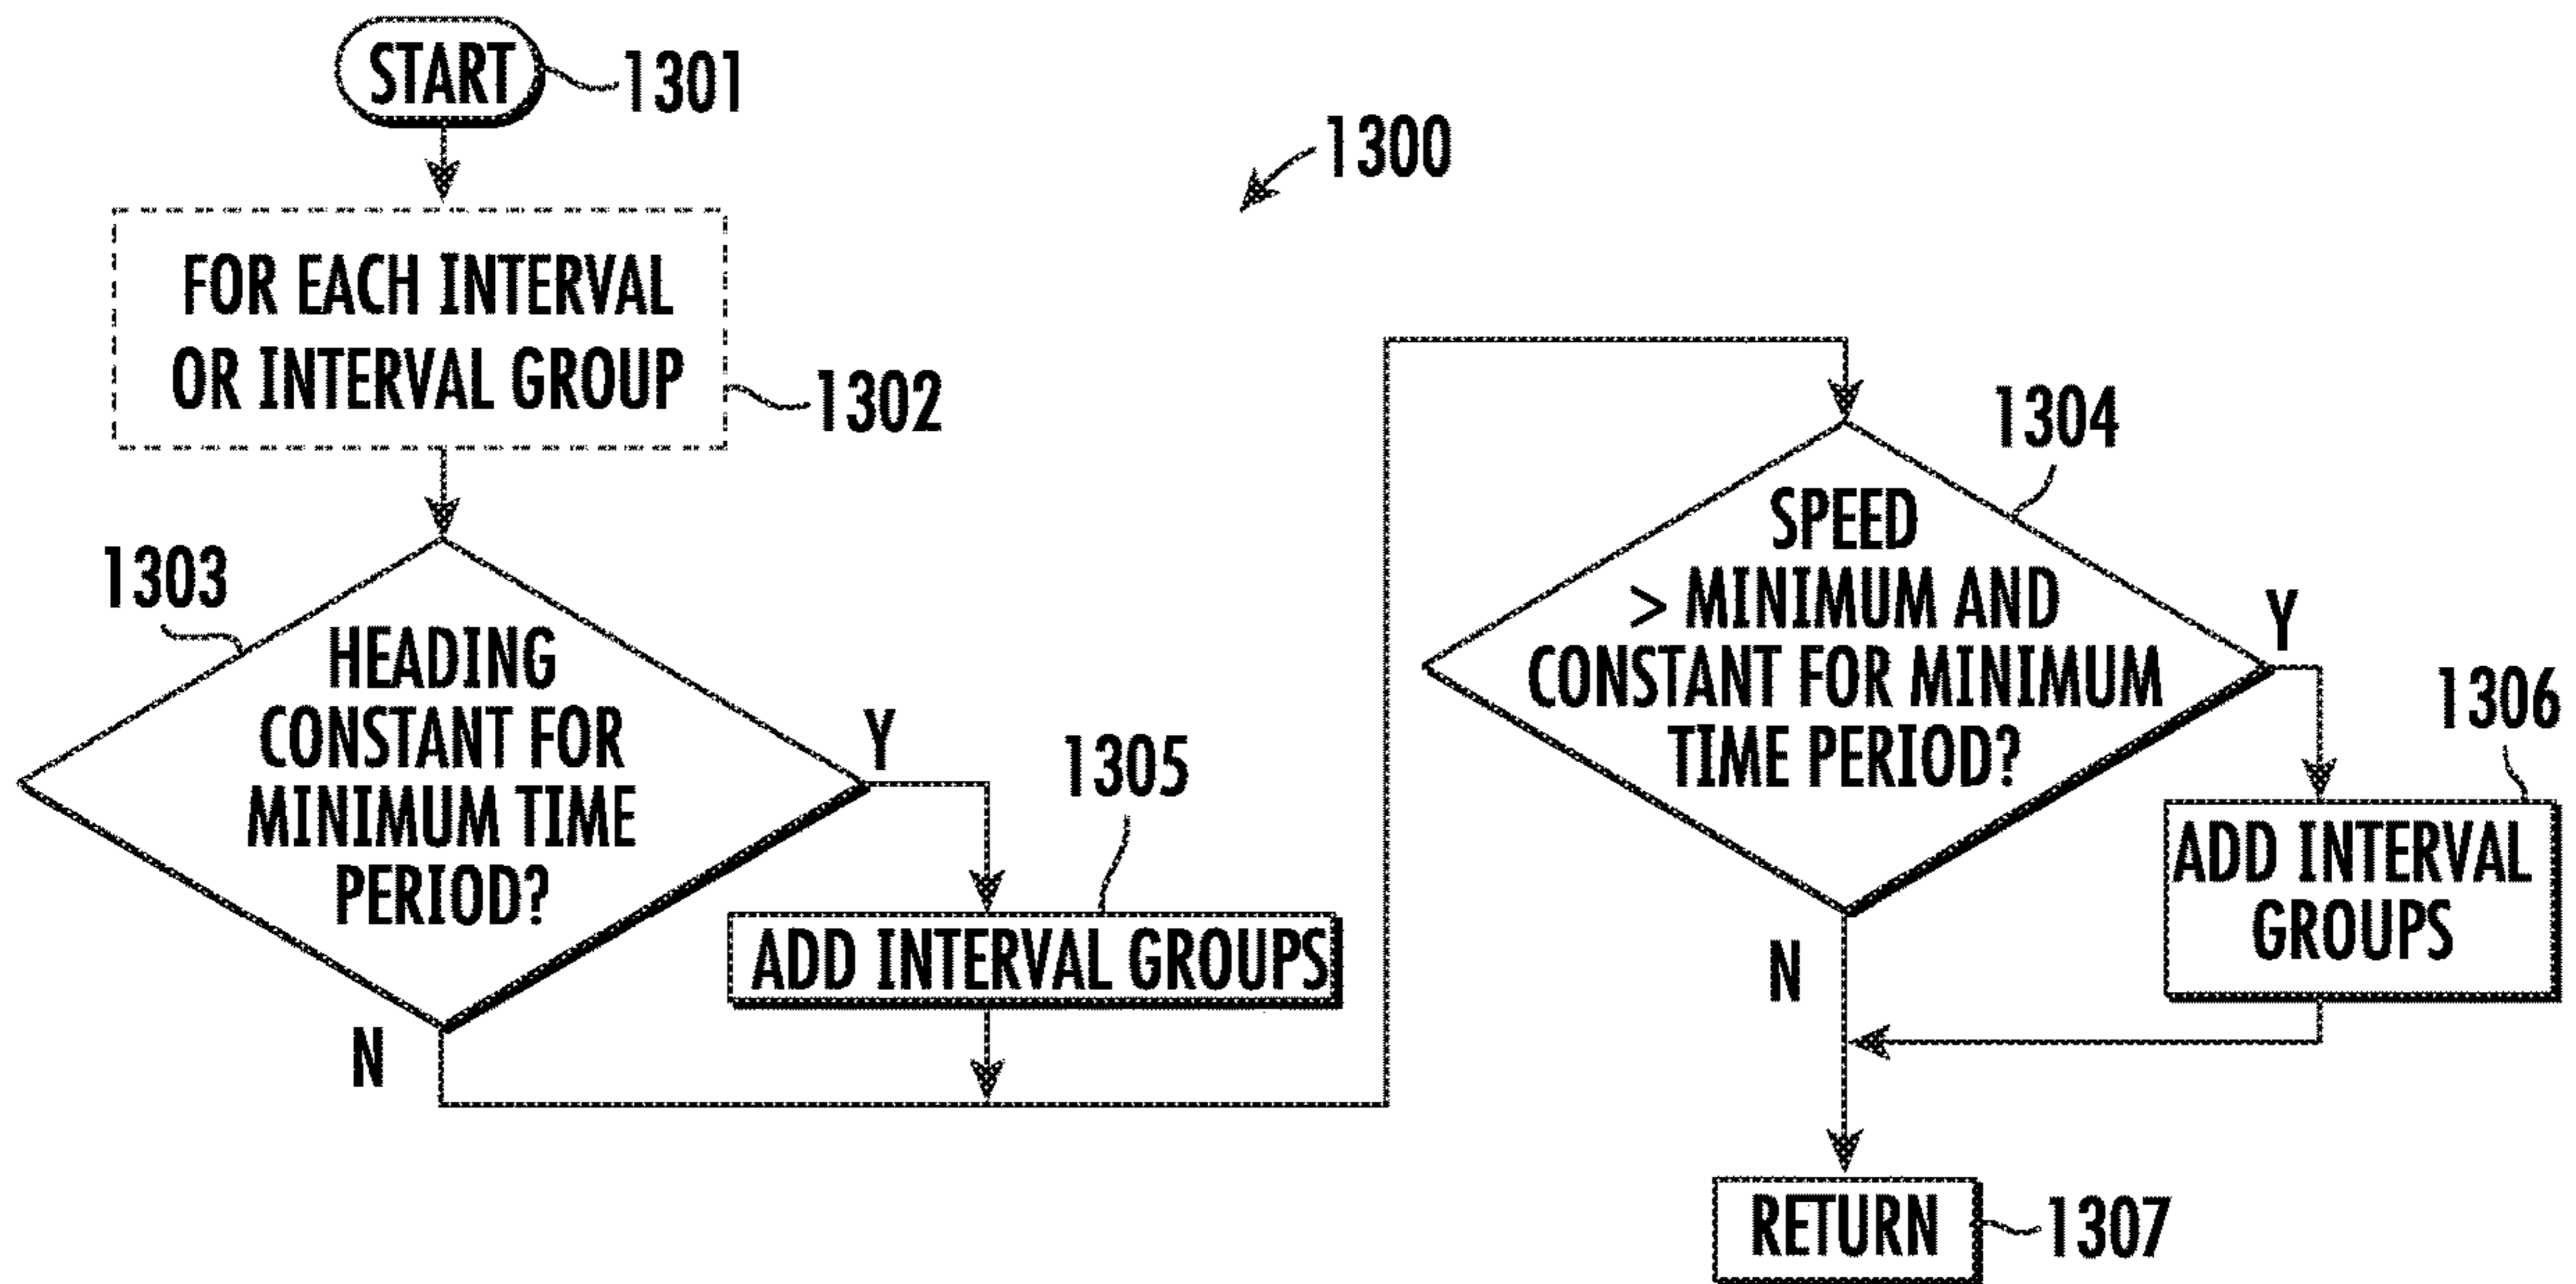 START
1301
1300
FOR EACH INTERVAL
OR INTERVAL GROUP
1302
1303
HEADING
CONSTANT FOR
MINIMUM TIME
PERIOD?
Y
N
1305
ADD INTERVAL GROUPS
1304
SPEED
> MINIMUM AND
CONSTANT FOR MINIMUM
TIME PERIOD?
Y
N
1306
ADD INTERVAL
GROUPS
RETURN
1307